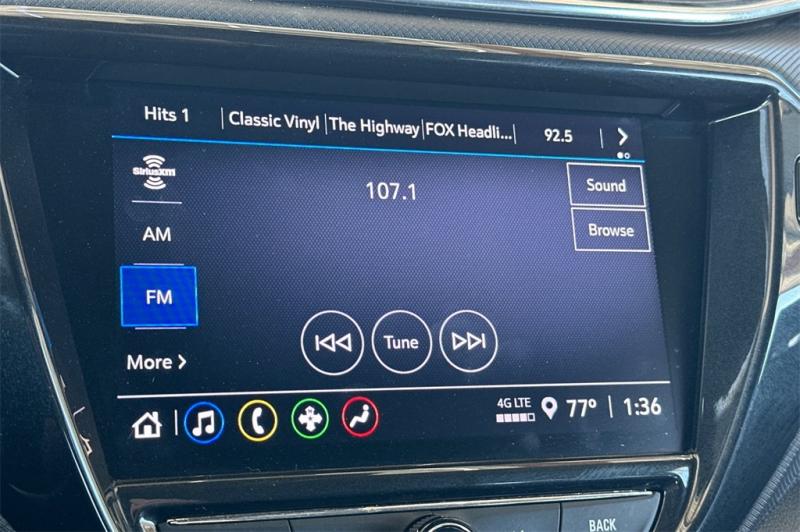 Hits 1 Classic Vinyl The Highway FOX Headli... 92.5
SiriusXM
107.1
Sound
AM
Browse
FM
Tune
More
4G LTE 77° 1:36
BACK